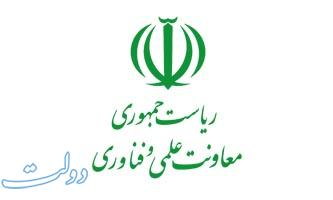 ریاست جمهوری
معاونت علمی و فناوری
دولت